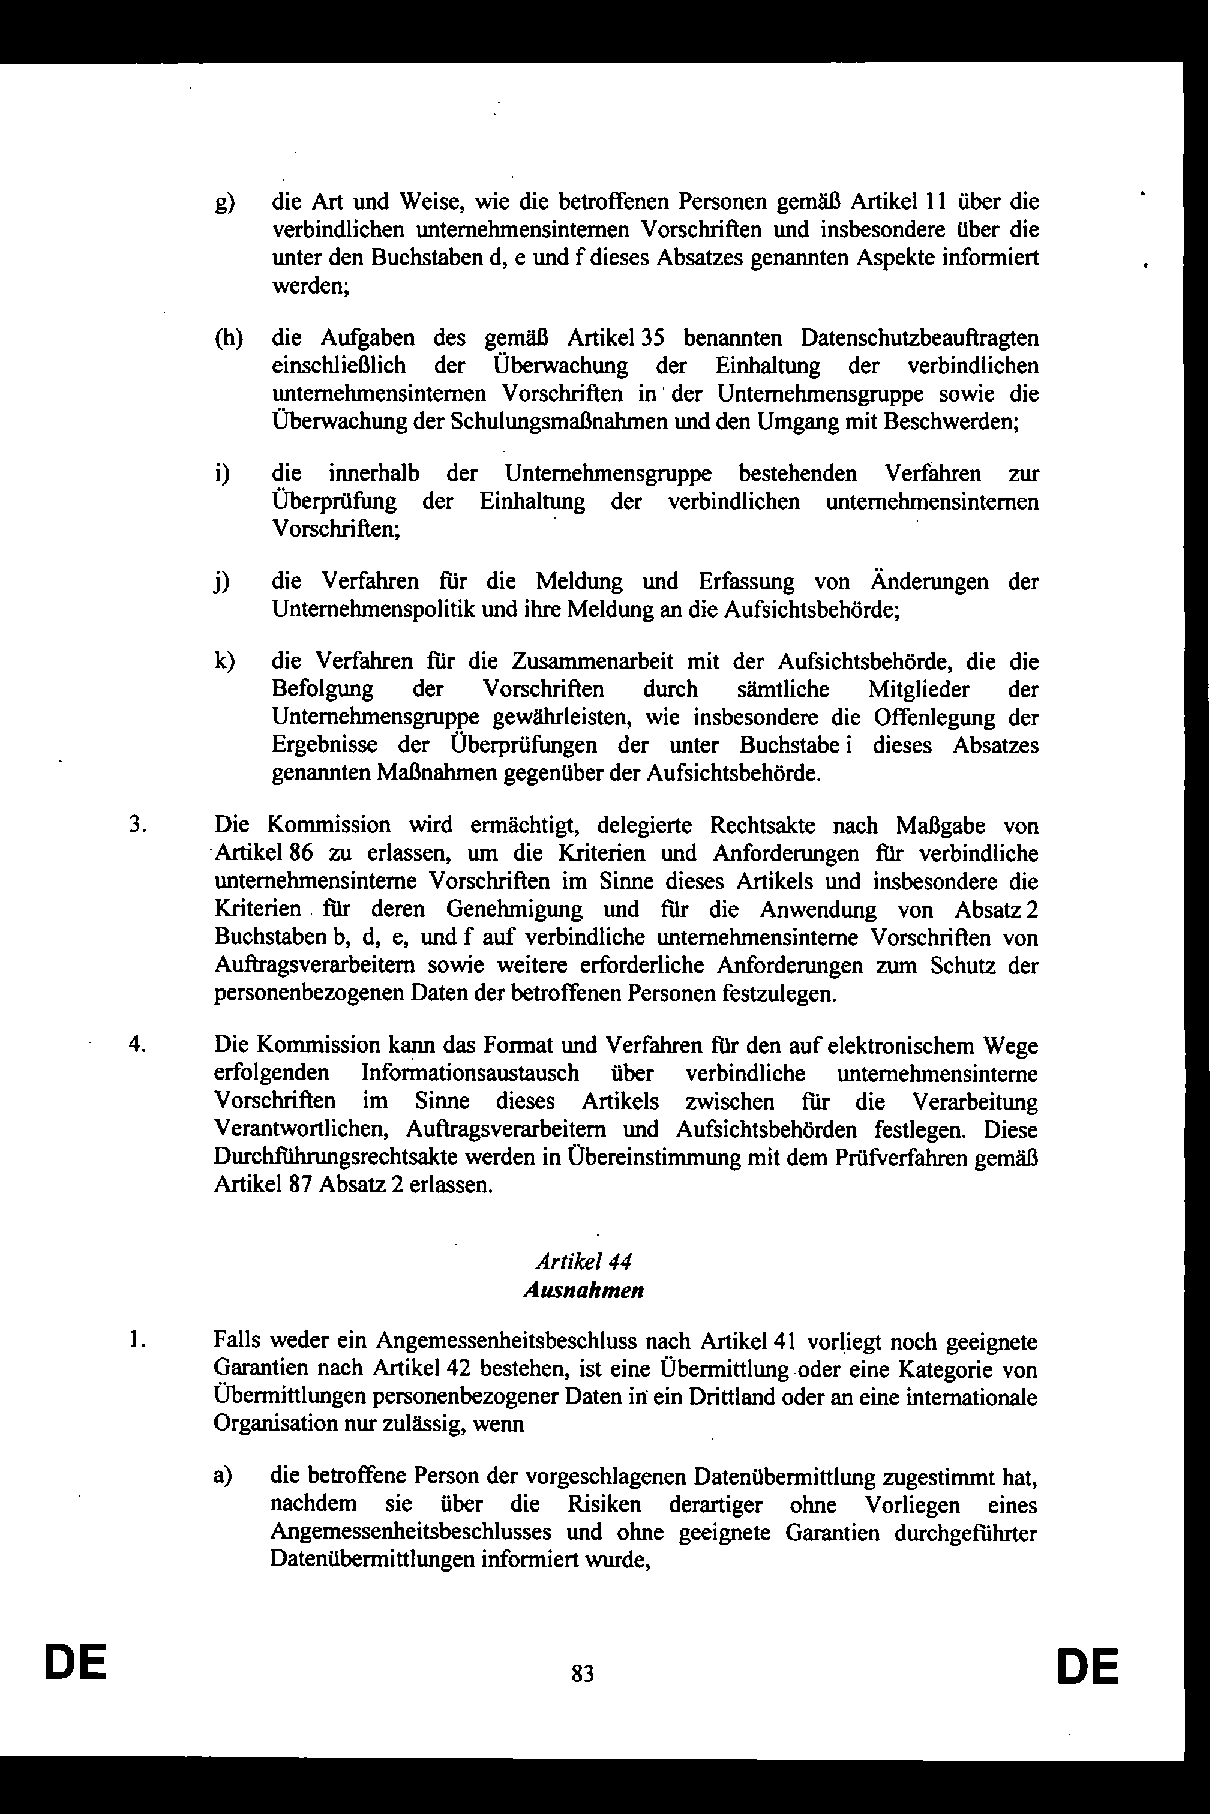 g) die Art und Weise, wie die betroffenen Personen gemäß Artikel 11 über die
verbindlichen unternehmensinternen Vorschriften und insbesondere über die
unter den Buchstaben d, e und f dieses Absatzes genannten Aspekte informiert
werden;
(h) die Aufgaben des gemäß Artikel 35 benannten Datenschutzbeauftragten
einschließlich der Überwachung der Einhaltung der verbindlichen
unternehmensinternen Vorschriften in der Unternehmensgruppe sowie die
Überwachung der Schulungsmaßnahmen und den Umgang mit Beschwerden;
i) die innerhalb der Unternehmensgruppe bestehenden Verfahren zur
Überprüfung der Einhaltung der verbindlichen unternehmensinternen
Vorschriften;
j) die Verfahren für die Meldung und Erfassung von Änderungen der
Unternehmenspolitik und ihre Meldung an die Aufsichtsbehörde;
k) die Verfahren für die Zusammenarbeit mit der Aufsichtsbehörde, die die
Befolgung der Vorschriften durch sämtliche Mitglieder der
Unternehmensgruppe gewährleisten, wie insbesondere die Offenlegung der
Ergebnisse der Überprüfungen der unter Buchstabe i dieses Absatzes
genannten Maßnahmen gegenüber der Aufsichtsbehörde.
3. Die Kommission wird ermächtigt, delegierte Rechtsakte nach Maßgabe von
Artikel 86 zu erlassen, um die Kriterien und Anforderungen für verbindliche
unternehmensinterne Vorschriften im Sinne dieses Artikels und insbesondere die
Kriterien für deren Genehmigung und für die Anwendung von Absatz 2
Buchstaben b, d, e, und f auf verbindliche unternehmensinterne Vorschriften von
Auftragsverarbeitern sowie weitere erforderliche Anforderungen zum Schutz der
personenbezogenen Daten der betroffenen Personen festzulegen.
4. Die Kommission kann das Format und Verfahren für den auf elektronischem Wege
erfolgenden Informationsaustausch über verbindliche unternehmensinterne
Vorschriften im Sinne dieses Artikels zwischen für die Verarbeitung
Verantwortlichen, Auftragsverarbeitern und Aufsichtsbehörden festlegen. Diese
Durchführungsrechtsakte werden in Übereinstimmung mit dem Prüfverfahren gemäß
Artikel 87 Absatz 2 erlassen.
Artikel 44
Ausnahmen
1. Falls weder ein Angemessenheitsbeschluss nach Artikel 41 vorliegt noch geeignete
Garantien nach Artikel 42 bestehen, ist eine Übermittlung oder eine Kategorie von
Übermittlungen personenbezogener Daten in ein Drittland oder an eine internationale
Organisation nur zulässig, wenn
a) die betroffene Person der vorgeschlagenen Datenübermittlung zugestimmt hat,
nachdem sie über die Risiken derartiger ohne Vorliegen eines
Angemessenheitsbeschlusses und ohne geeignete Garantien durchgeführter
Datenübermittlungen informiert wurde,
DE 83 DE